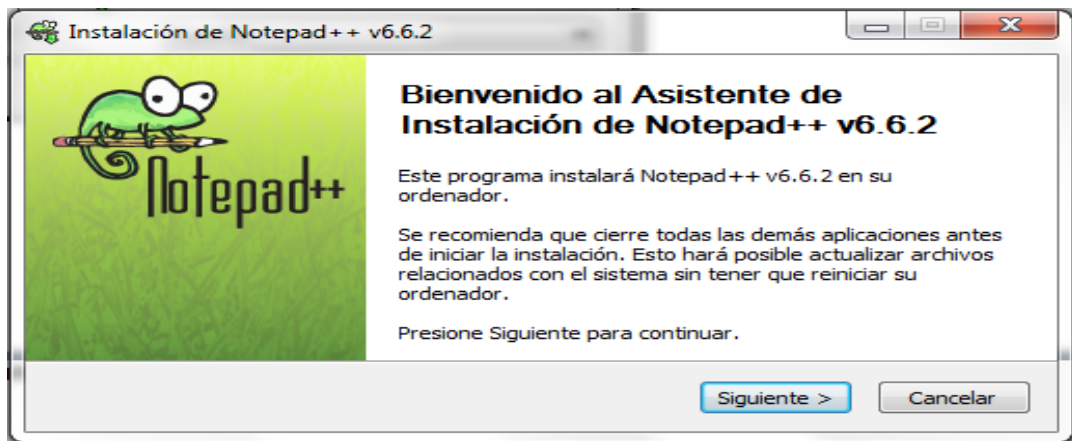 Instalación de Notepad++ v6.6.2
Bienvenido al Asistente de
Instalación de Notepad++ v6.6.2
Notepad++
Este programa instalará Notepad++ v6.6.2 en su
ordenador.
Se recomienda que cierre todas las demás aplicaciones antes
de iniciar la instalación. Esto hará posible actualizar archivos
relacionados con el sistema sin tener que reiniciar su
ordenador.
Presione Siguiente para continuar.
Siguiente >
Cancelar